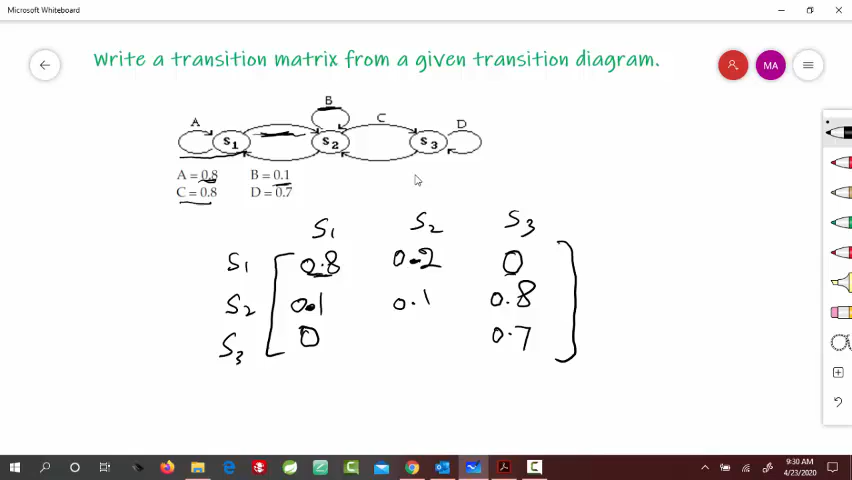 Microsoft Whiteboard
Write a transition matrix from a given transition diagram.
MA
A B C D
S1 S2 S3
A = 0.8 B = 0.1
C = 0.8 D = 0.7
S1 S2 S3
S1 0.8 0.2 0
S2 0.1 0.1 0.8
S3 0 0.7
9:30 AM
4/23/2020